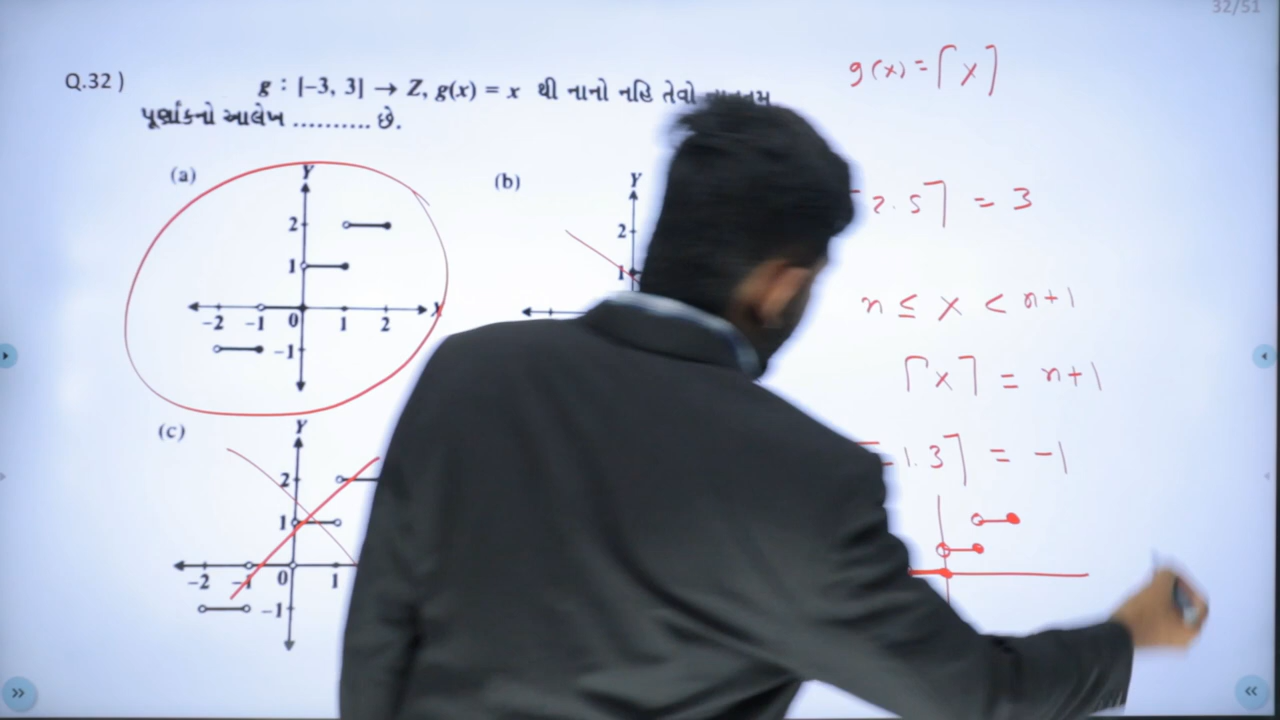 32/51
Q.32 )
g : [–3, 3] → Z, g(x) = x થી નાનો નહિ તેવો
પૂર્ણાંકનો આલેખ .......... છે.
g(x) = ⌈x⌉
(a)
Y
2
1
-2 -1 0 1 2 X
-1
(b)
Y
2
1
2.5⌉ = 3
n ≤ x < n+1
⌈x⌉ = n+1
(c)
Y
2
1
-2 -1 0 1
-1
1.3⌉ = -1